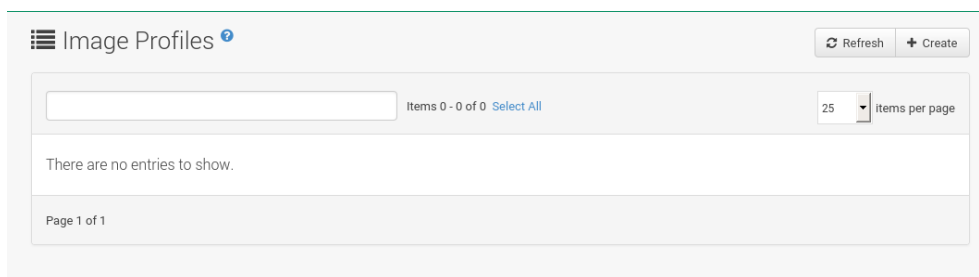 Image Profiles ?
Refresh + Create
Items 0 - 0 of 0 Select All
25 items per page
There are no entries to show.
Page 1 of 1